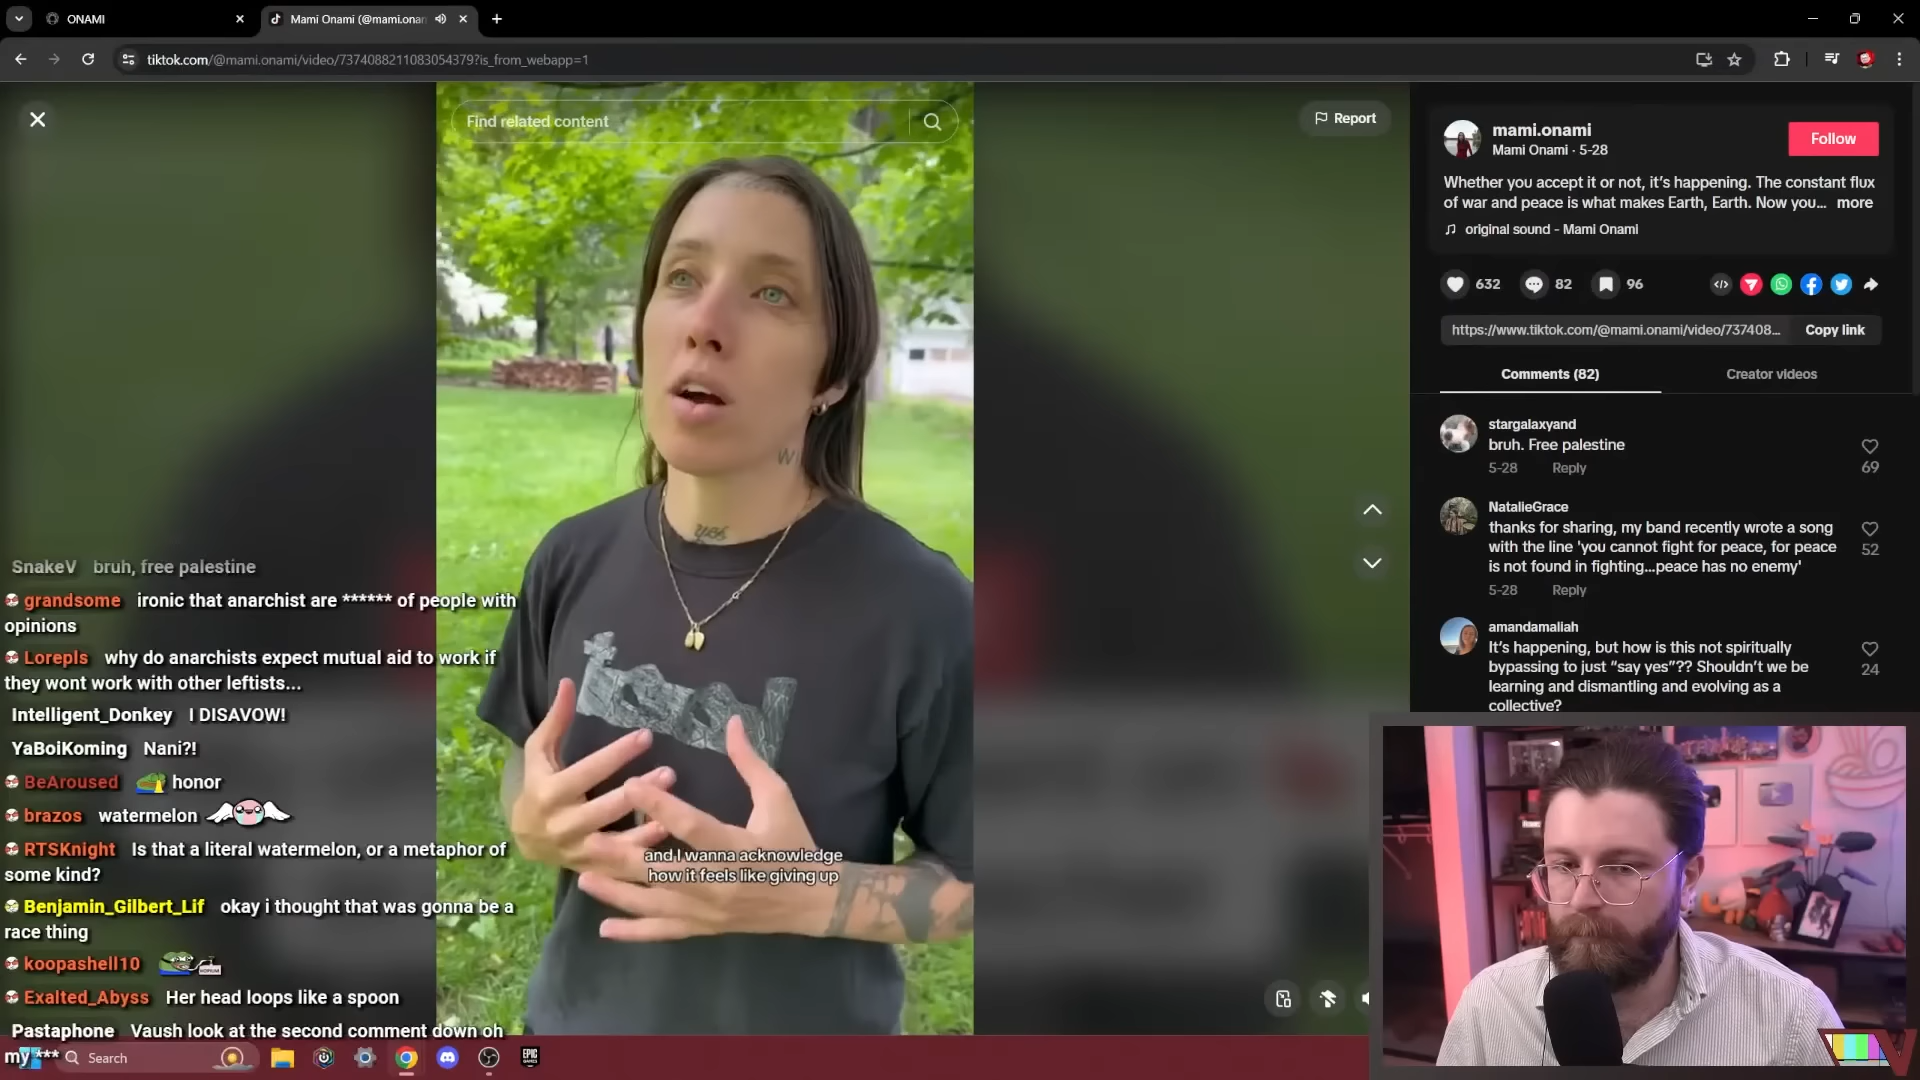 ONAMI
Mami Onami (@mami.onam
tiktok.com/@mami.onami/video/7374088211083054379?is_from_webapp=1
Find related content
Report
mami.onami
Mami Onami · 5-28
Follow
Whether you accept it or not, it’s happening. The constant flux
of war and peace is what makes Earth, Earth. Now you... more
original sound - Mami Onami
632
82
96
https://www.tiktok.com/@mami.onami/video/737408...
Copy link
Comments (82)
Creator videos
stargalaxyand
bruh. Free palestine
5-28 Reply
69
NatalieGrace
thanks for sharing, my band recently wrote a song
with the line 'you cannot fight for peace, for peace
is not found in fighting...peace has no enemy'
5-28 Reply
52
amandamaliah
It’s happening, but how is this not spiritually
bypassing to just “say yes”?? Shouldn’t we be
learning and dismantling and evolving as a
collective?
24
SnakeV bruh, free palestine
grandsome ironic that anarchist are ****** of people with
opinions
Lorepls why do anarchists expect mutual aid to work if
they wont work with other leftists...
Intelligent_Donkey I DISAVOW!
YaBoiKoming Nani?!
BeAroused honor
brazos watermelon
RTSKnight Is that a literal watermelon, or a metaphor of
some kind?
Benjamin_Gilbert_Lif okay i thought that was gonna be a
race thing
koopashell10
Exalted_Abyss Her head loops like a spoon
Pastaphone Vaush look at the second comment down oh
my ***
and I wanna acknowledge
how it feels like giving up
Search
EPIC
GAMES